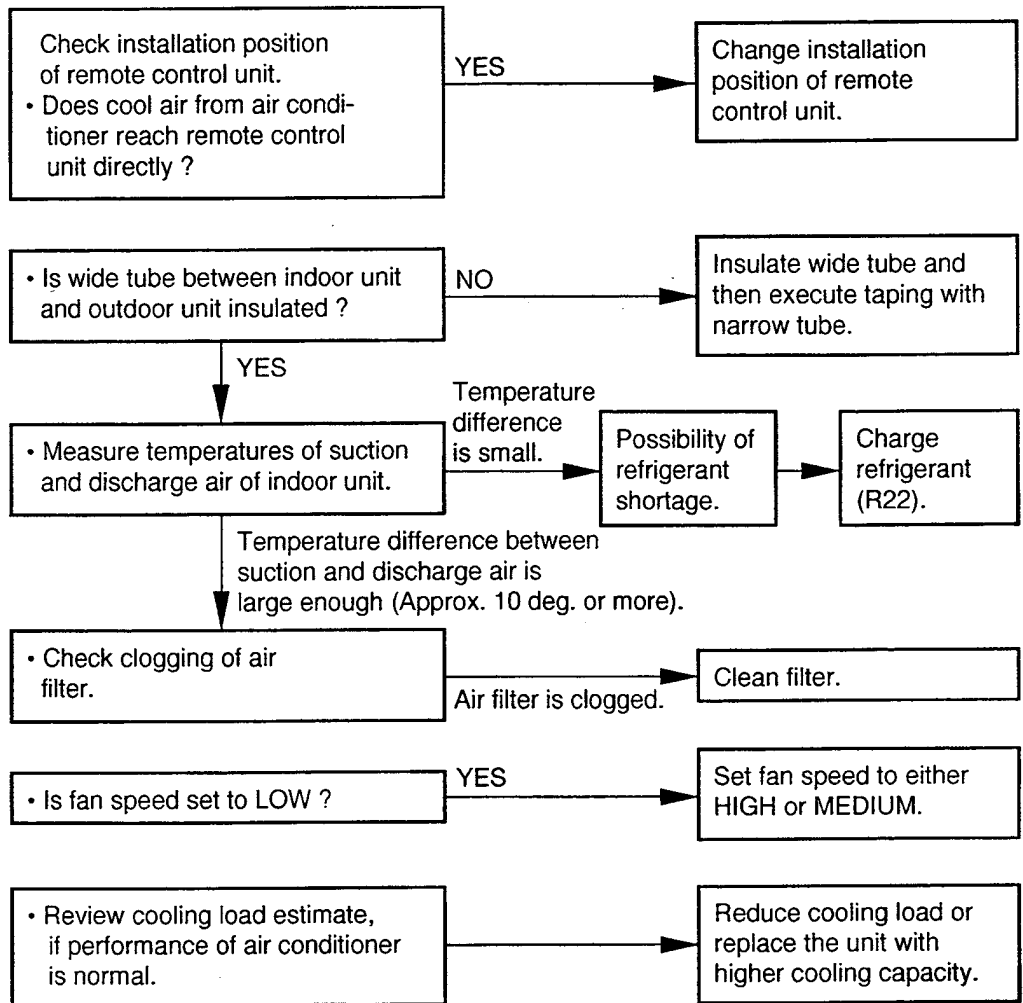 Check installation position
of remote control unit.
• Does cool air from air condi-
tioner reach remote control
unit directly ?
YES
Change installation
position of remote
control unit.
• Is wide tube between indoor unit
and outdoor unit insulated ?
NO
Insulate wide tube and
then execute taping with
narrow tube.
YES
• Measure temperatures of suction
and discharge air of indoor unit.
Temperature
difference
is small.
Possibility of
refrigerant
shortage.
Charge
refrigerant
(R22).
Temperature difference between
suction and discharge air is
large enough (Approx. 10 deg. or more).
• Check clogging of air
filter.
Air filter is clogged.
Clean filter.
• Is fan speed set to LOW ?
YES
Set fan speed to either
HIGH or MEDIUM.
• Review cooling load estimate,
if performance of air conditioner
is normal.
Reduce cooling load or
replace the unit with
higher cooling capacity.